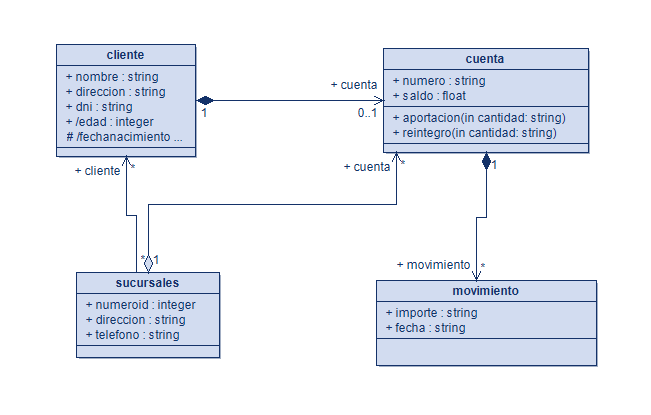 cliente
+ nombre : string
+ direccion : string
+ dni : string
+ /edad : integer
# /fechanacimiento ...
cuenta
+ numero : string
+ saldo : float
+ aportacion(in cantidad: string)
+ reintegro(in cantidad: string)
+ cuenta
1
0..1
+ cliente
*
+ cuenta
*
1
*
1
+ movimiento
*
sucursales
+ numeroid : integer
+ direccion : string
+ telefono : string
movimiento
+ importe : string
+ fecha : string